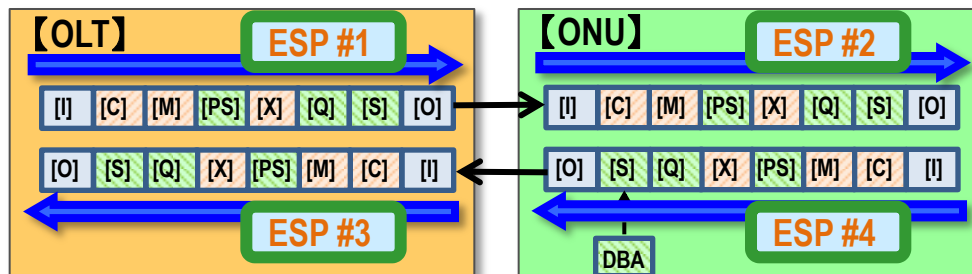 【OLT】
ESP #1
[I] [C] [M] [PS] [X] [Q] [S] [O]
[O] [S] [Q] [X] [PS] [M] [C] [I]
ESP #3
【ONU】
ESP #2
[I] [C] [M] [PS] [X] [Q] [S] [O]
[O] [S] [Q] [X] [PS] [M] [C] [I]
ESP #4
DBA